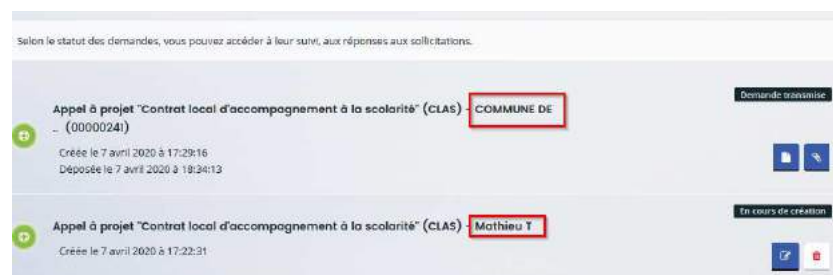 Selon le statut des demandes, vous pouvez accéder à leur suivi, aux réponses aux sollicitations.
Demande transmise
Appel à projet "Contrat local d'accompagnement à la scolarité" (CLAS) - COMMUNE DE
.. (00000241)
Créée le 7 avril 2020 à 17:29:16
Déposée le 7 avril 2020 à 18:34:13
En cours de création
Appel à projet "Contrat local d'accompagnement à la scolarité" (CLAS) - Mathieu T
Créée le 7 avril 2020 à 17:22:31